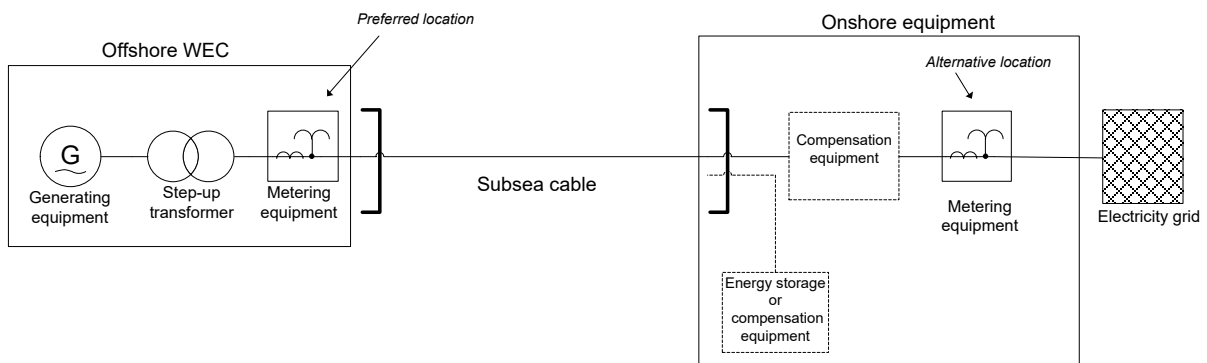 Preferred location
Onshore equipment
Offshore WEC
Alternative location
G
Generating
equipment
Step-up
transformer
Metering
equipment
Subsea cable
Compensation
equipment
Metering
equipment
Electricity grid
Energy storage
or
compensation
equipment